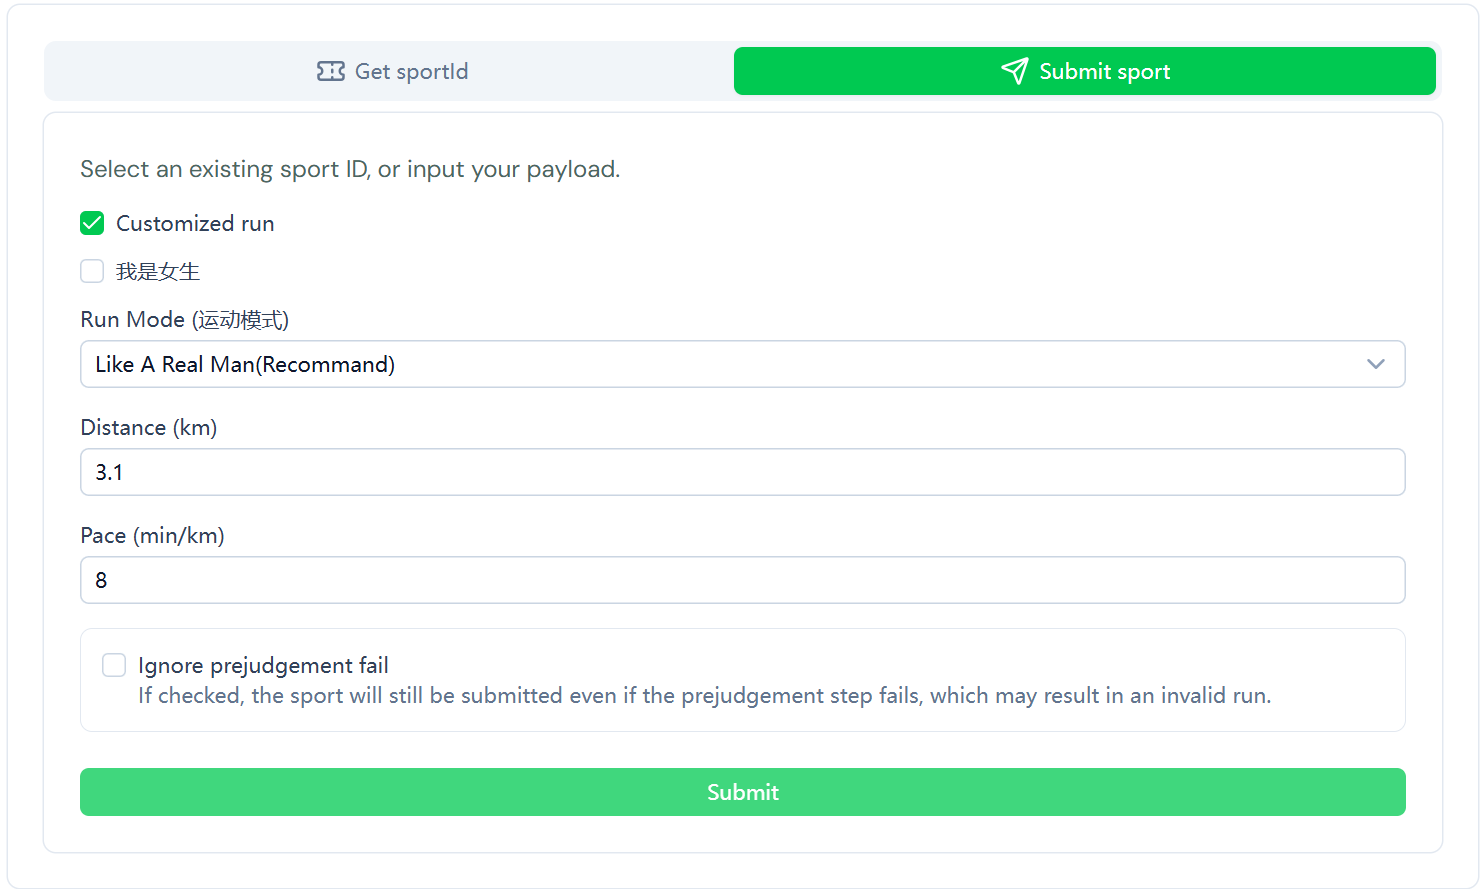 Get sportId
Submit sport
Select an existing sport ID, or input your payload.
Customized run
我是女生
Run Mode (运动模式)
Like A Real Man(Recommand)
Distance (km)
3.1
Pace (min/km)
8
Ignore prejudgement fail
If checked, the sport will still be submitted even if the prejudgement step fails, which may result in an invalid run.
Submit